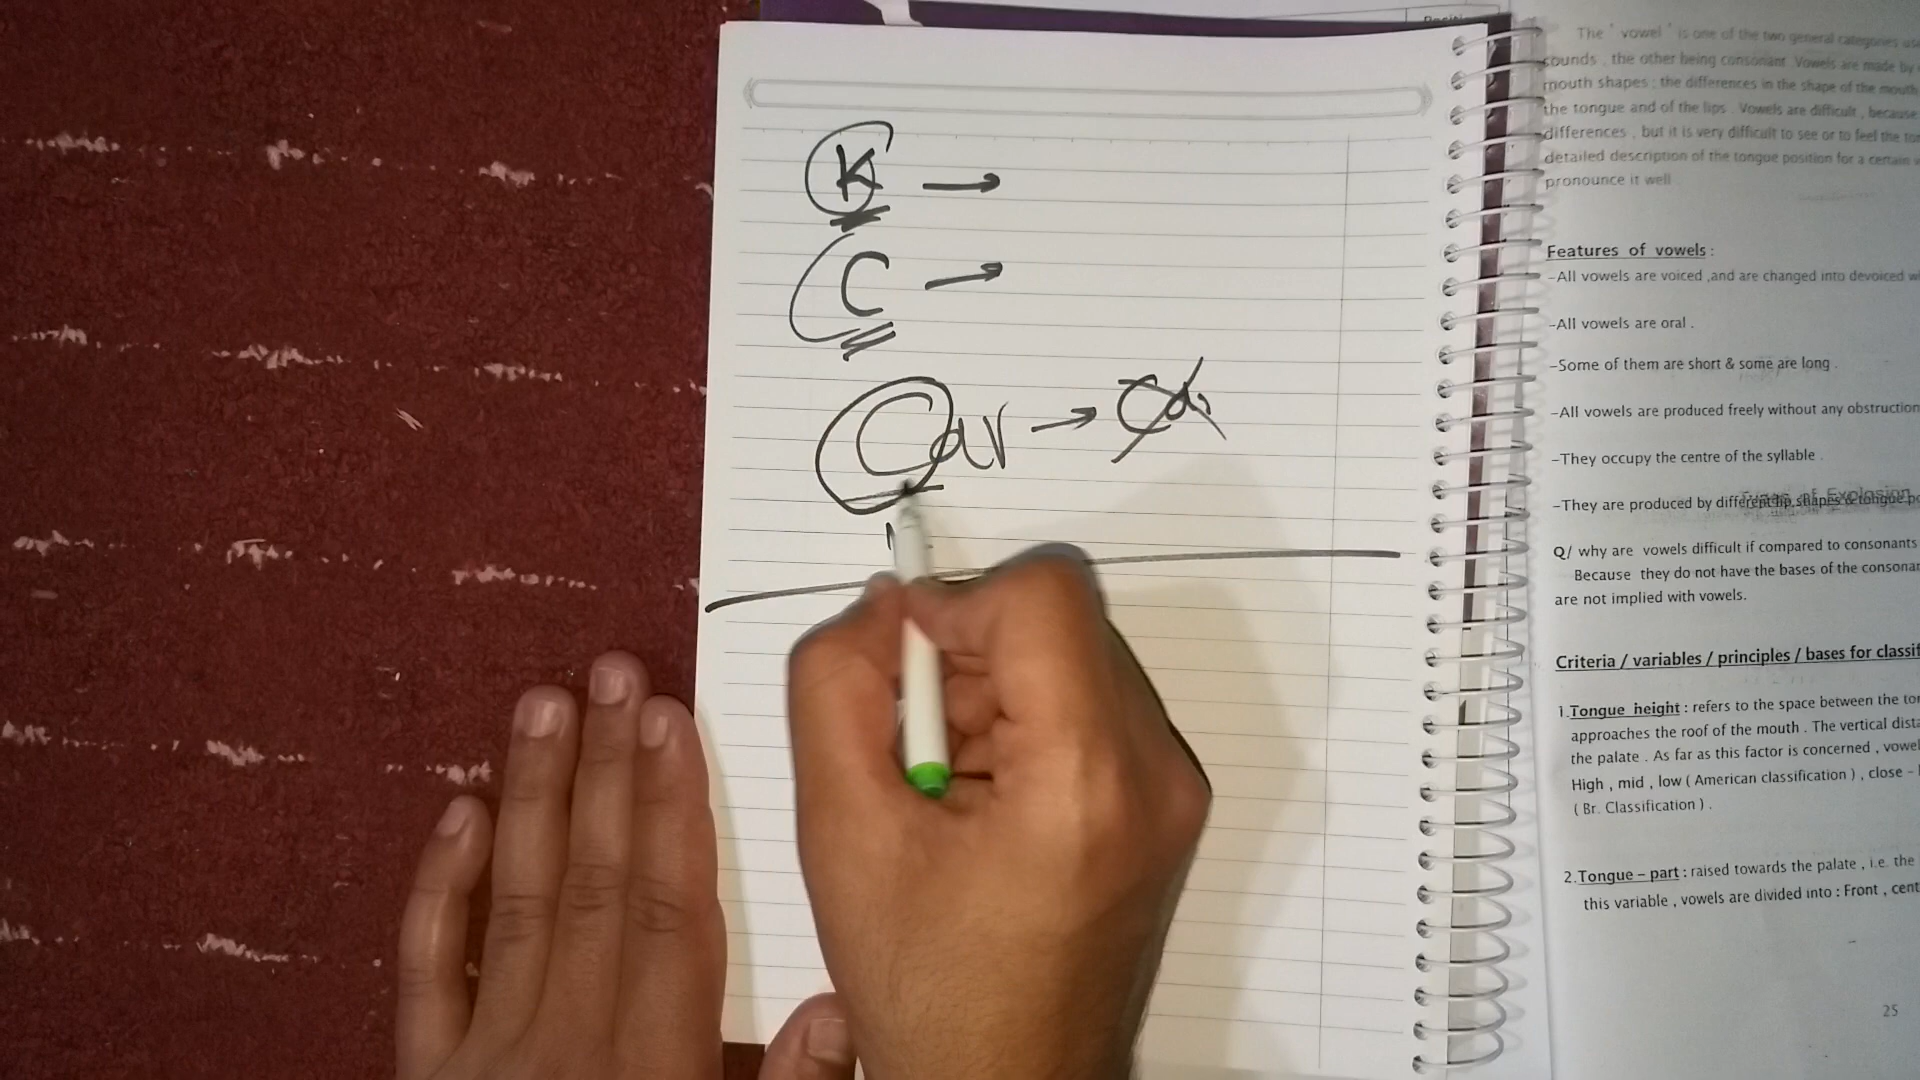 K →
C →
Car →
The ' vowel ' is one of the two general categories
sounds , the other being consonant .Vowels are made by
mouth shapes ; the differences in the shape of the mouth
the tongue and of the lips . Vowels are difficult , because
differences , but it is very difficult to see or to feel the
detailed description of the tongue position for a certain
pronounce it well
Features of vowels :
-All vowels are voiced ,and are changed into devoiced
-All vowels are oral .
-Some of them are short & some are long .
-All vowels are produced freely without any obstruction
-They occupy the centre of the syllable .
-They are produced by different lip shapes & tongue
Q/ why are vowels difficult if compared to consonants
Because they do not have the bases of the
are not implied with vowels.
Criteria / variables / principles / bases for
1.Tongue height : refers to the space between the
approaches the roof of the mouth . The vertical
the palate . As far as this factor is concerned ,
High , mid , low ( American classification ) , close –
( Br. Classification ) .
2.Tongue – part : raised towards the palate , i.e. the
this variable , vowels are divided into : Front ,
25